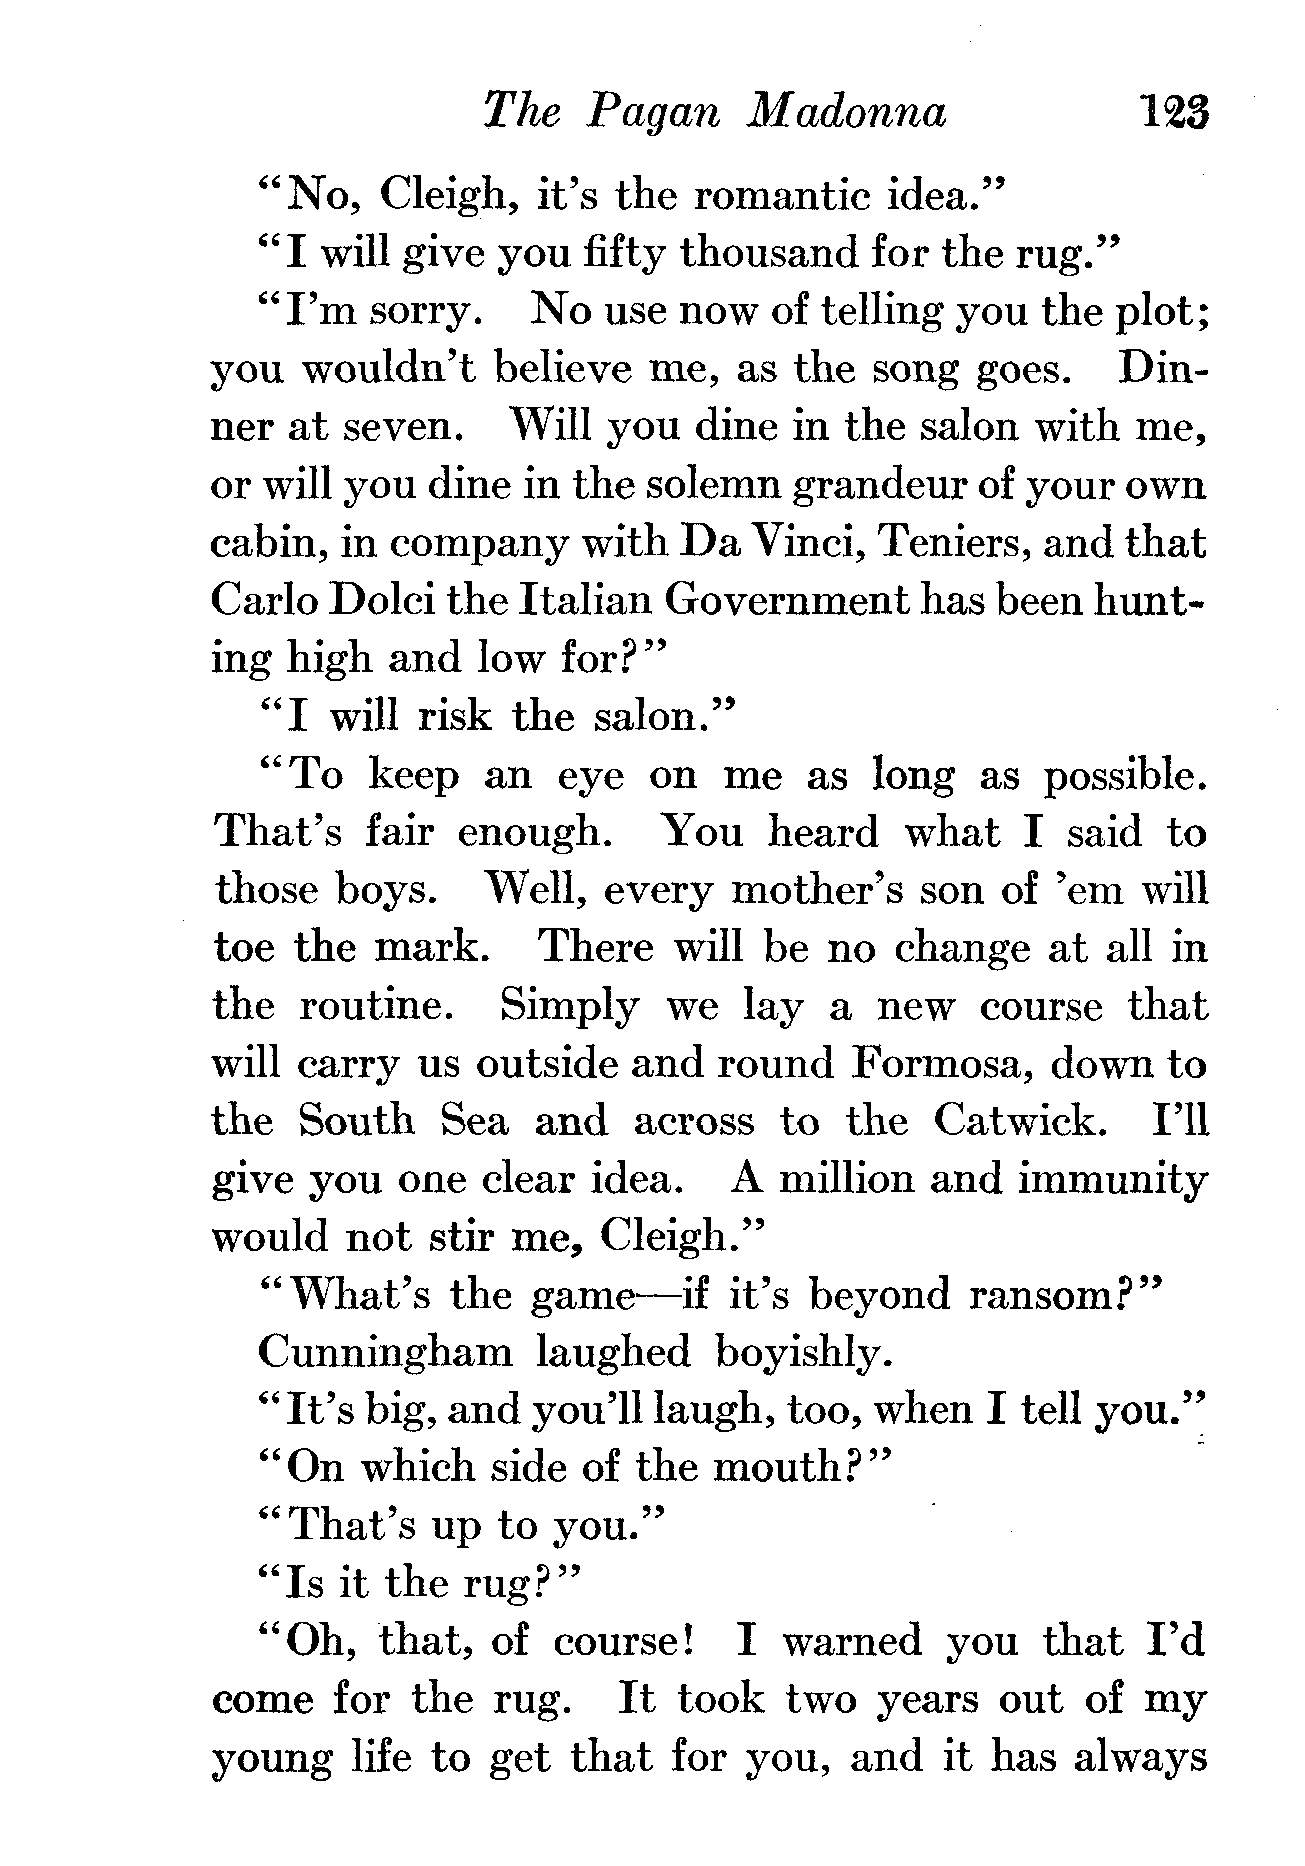 The Pagan Madonna 123
“No, Cleigh, it’s the romantic idea.”
“I will give you fifty thousand for the rug.”
“I’m sorry. No use now of telling you the plot;
you wouldn’t believe me, as the song goes. Din-
ner at seven. Will you dine in the salon with me,
or will you dine in the solemn grandeur of your own
cabin, in company with Da Vinci, Teniers, and that
Carlo Dolci the Italian Government has been hunt-
ing high and low for?”
“I will risk the salon.”
“To keep an eye on me as long as possible.
That’s fair enough. You heard what I said to
those boys. Well, every mother’s son of ’em will
toe the mark. There will be no change at all in
the routine. Simply we lay a new course that
will carry us outside and round Formosa, down to
the South Sea and across to the Catwick. I’ll
give you one clear idea. A million and immunity
would not stir me, Cleigh.”
“What’s the game—if it’s beyond ransom?”
Cunningham laughed boyishly.
“It’s big, and you’ll laugh, too, when I tell you.”
“On which side of the mouth?”
“That’s up to you.”
“Is it the rug?”
“Oh, that, of course! I warned you that I’d
come for the rug. It took two years out of my
young life to get that for you, and it has always